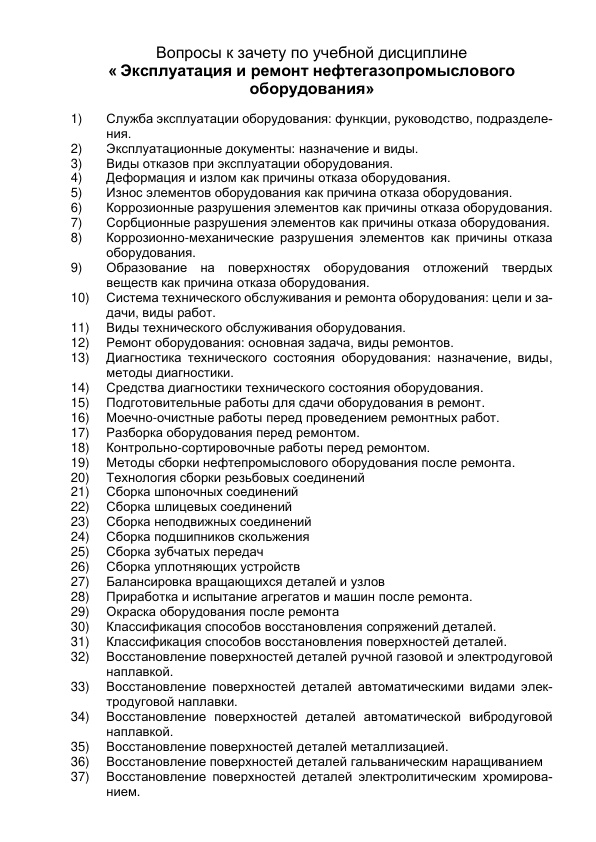 Вопросы к зачету по учебной дисциплине
« Эксплуатация и ремонт нефтегазопромыслового
оборудования»
1) Служба эксплуатации оборудования: функции, руководство, подразделе-
ния.
2) Эксплуатационные документы: назначение и виды.
3) Виды отказов при эксплуатации оборудования.
4) Деформация и излом как причины отказа оборудования.
5) Износ элементов оборудования как причина отказа оборудования.
6) Коррозионные разрушения элементов как причины отказа оборудования.
7) Сорбционные разрушения элементов как причины отказа оборудования.
8) Коррозионно-механические разрушения элементов как причины отказа
оборудования.
9) Образование на поверхностях оборудования отложений твердых
веществ как причина отказа оборудования.
10) Система технического обслуживания и ремонта оборудования: цели и за-
дачи, виды работ.
11) Виды технического обслуживания оборудования.
12) Ремонт оборудования: основная задача, виды ремонтов.
13) Диагностика технического состояния оборудования: назначение, виды,
методы диагностики.
14) Средства диагностики технического состояния оборудования.
15) Подготовительные работы для сдачи оборудования в ремонт.
16) Моечно-очистные работы перед проведением ремонтных работ.
17) Разборка оборудования перед ремонтом.
18) Контрольно-сортировочные работы перед ремонтом.
19) Методы сборки нефтепромыслового оборудования после ремонта.
20) Технология сборки резьбовых соединений
21) Сборка шпоночных соединений
22) Сборка шлицевых соединений
23) Сборка неподвижных соединений
24) Сборка подшипников скольжения
25) Сборка зубчатых передач
26) Сборка уплотняющих устройств
27) Балансировка вращающихся деталей и узлов
28) Приработка и испытание агрегатов и машин после ремонта.
29) Окраска оборудования после ремонта
30) Классификация способов восстановления сопряжений деталей.
31) Классификация способов восстановления поверхностей деталей.
32) Восстановление поверхностей деталей ручной газовой и электродуговой
наплавкой.
33) Восстановление поверхностей деталей автоматическими видами элек-
тродуговой наплавки.
34) Восстановление поверхностей деталей автоматической вибродуговой
наплавкой.
35) Восстановление поверхностей деталей металлизацией.
36) Восстановление поверхностей деталей гальваническим наращиванием
37) Восстановление поверхностей деталей электролитическим хромирова-
нием.